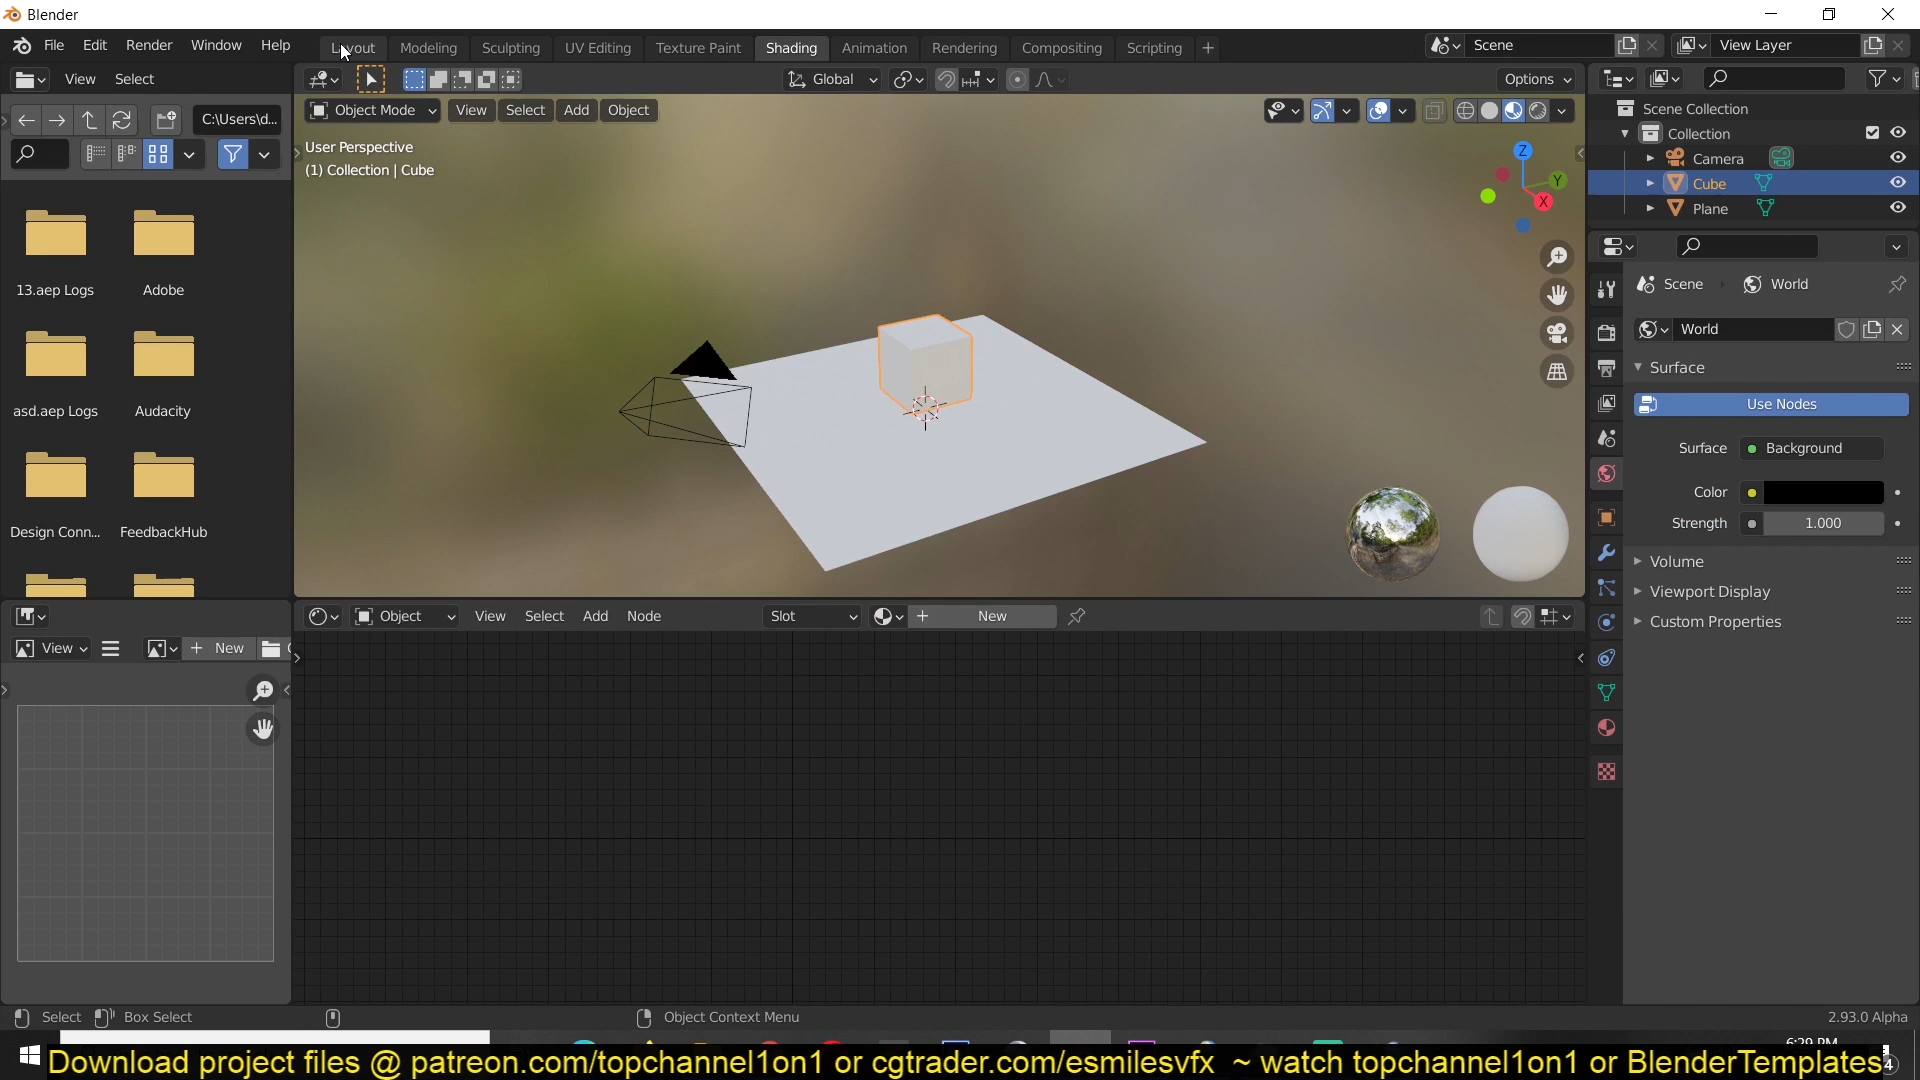 Blender
File Edit Render Window Help Layout Modeling Sculpting UV Editing Texture Paint Shading Animation Rendering Compositing Scripting + Scene View Layer
View Select Global Options
Object Mode View Select Add Object
C:\Users\d...
User Perspective
(1) Collection | Cube
Z
Y
X
13.aep Logs Adobe
asd.aep Logs Audacity
Design Conn... FeedbackHub
Scene Collection
Collection
Camera
Cube
Plane
Scene World
World
Surface
Use Nodes
Surface Background
Color
Strength 1.000
Volume
Viewport Display
Custom Properties
Object View Select Add Node Slot + New
View + New
Select Box Select Object Context Menu 2.93.0 Alpha
Download project files @ patreon.com/topchannel1on1 or cgtrader.com/esmilesvfx ~ watch topchannel1on1 or BlenderTemplates